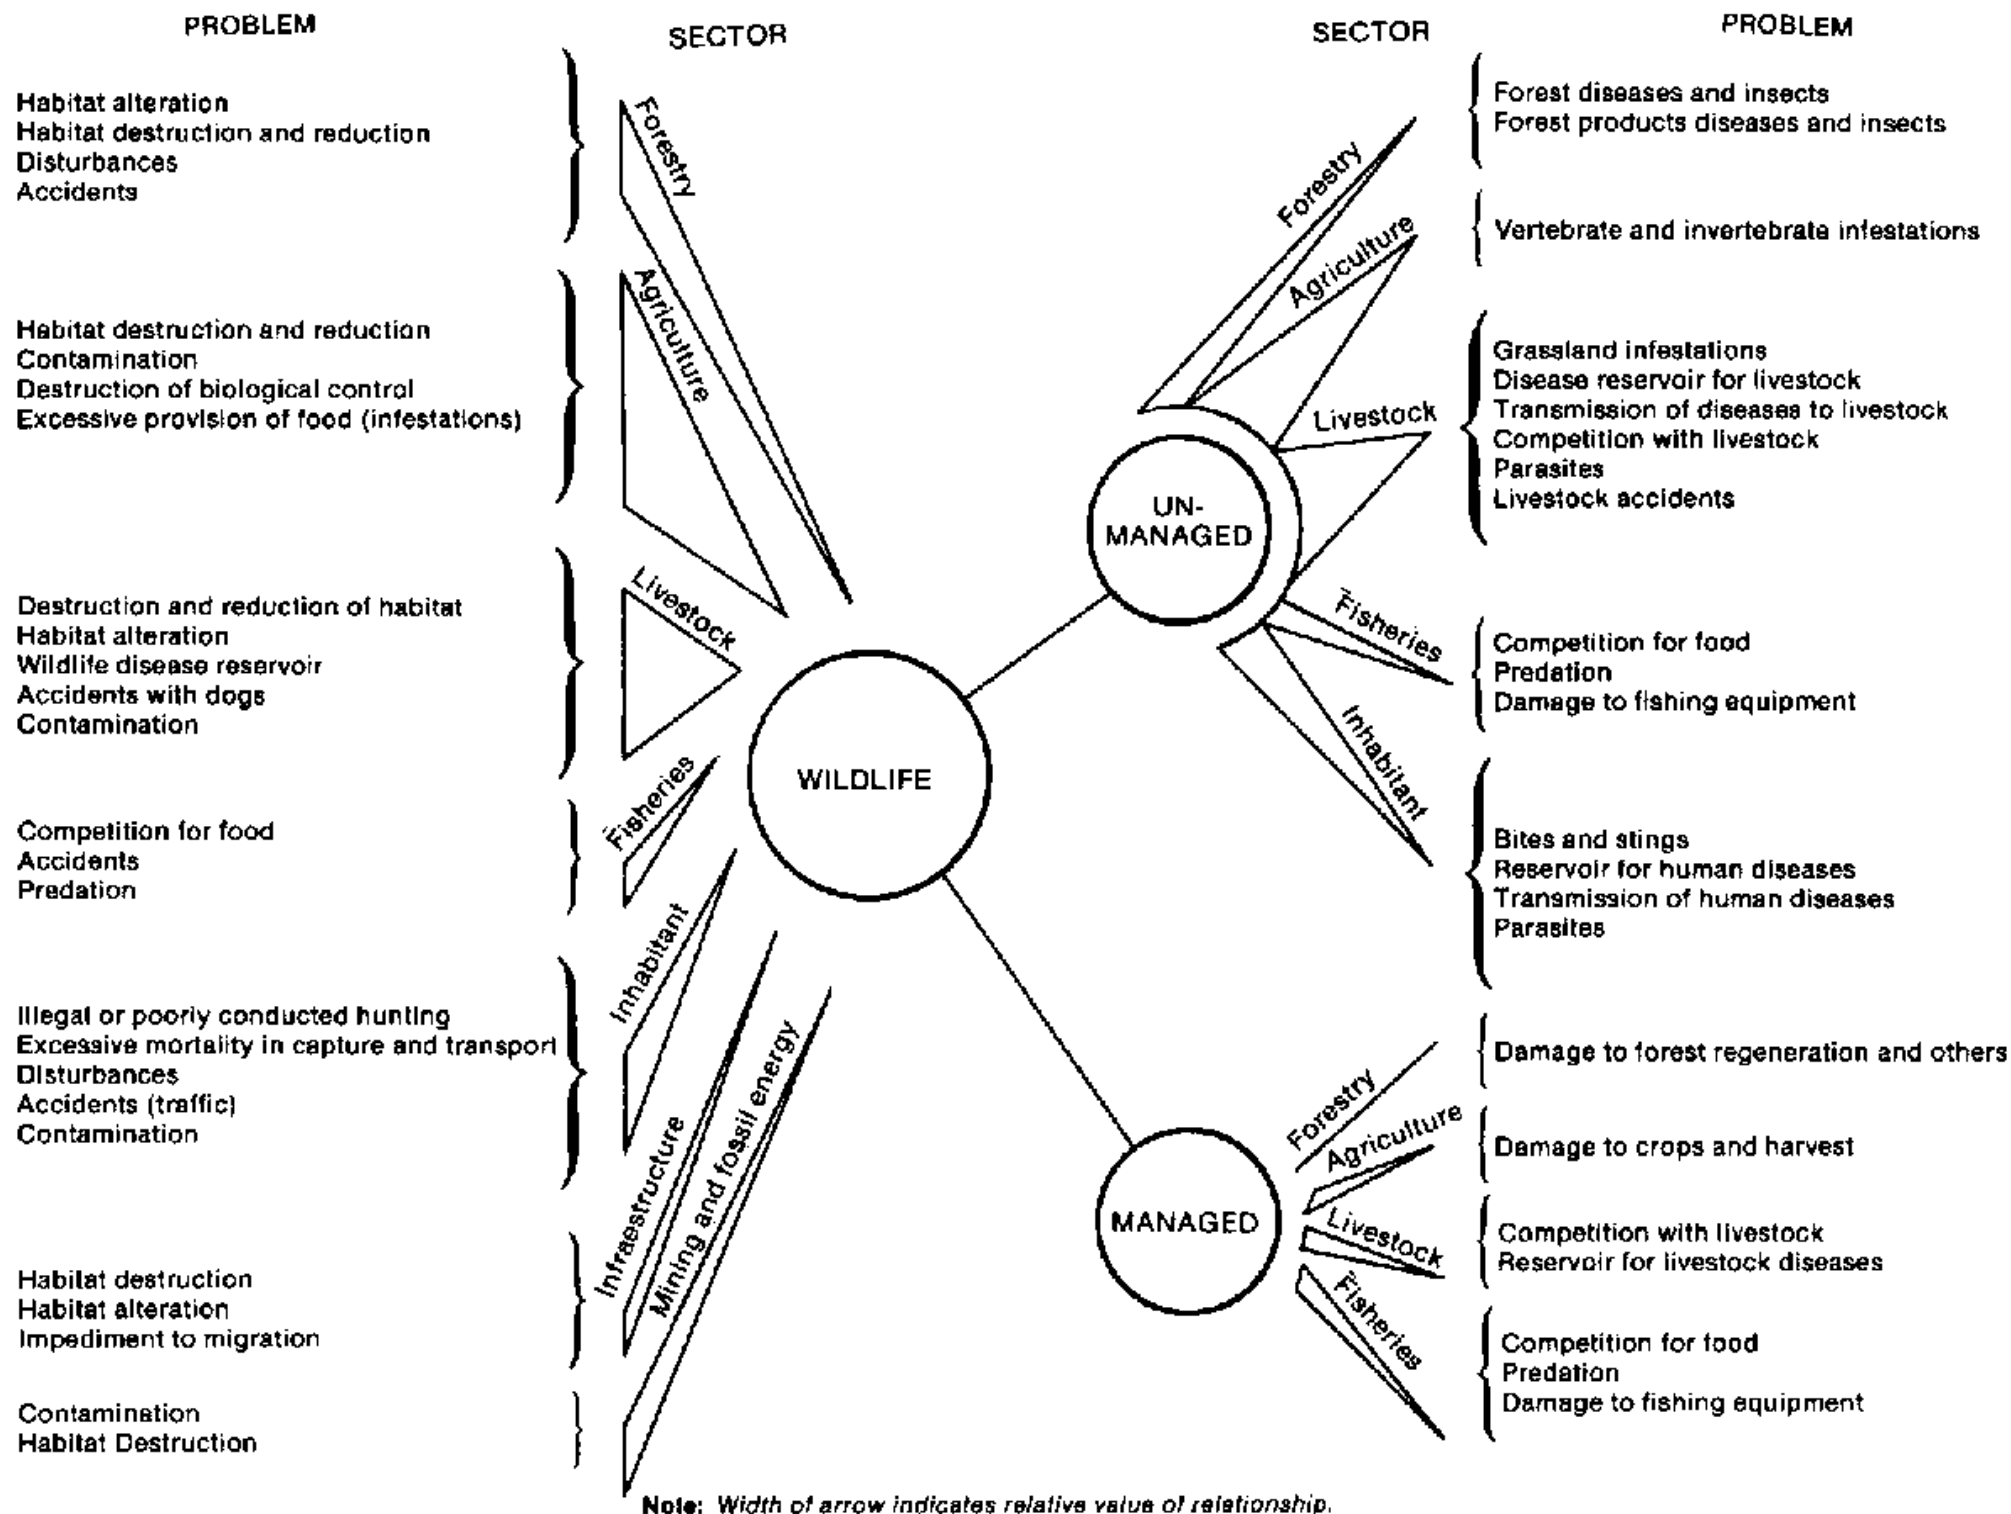 PROBLEM
SECTOR
Habitat alteration
Habitat destruction and reduction
Disturbances
Accidents
Forestry
Habitat destruction and reduction
Contamination
Destruction of biological control
Excessive provision of food (infestations)
Agriculture
Destruction and reduction of habitat
Habitat alteration
Wildlife disease reservoir
Accidents with dogs
Contamination
Livestock
Competition for food
Accidents
Predation
Fisheries
Illegal or poorly conducted hunting
Excessive mortality in capture and transport
Disturbances
Accidents (traffic)
Contamination
Inhabitant
Habitat destruction
Habitat alteration
Impediment to migration
Infraestructure
Contamination
Habitat Destruction
Mining and fossil energy
WILDLIFE
SECTOR
PROBLEM
UN-
MANAGED
Forestry
Forest diseases and insects
Forest products diseases and insects
Agriculture
Vertebrate and invertebrate infestations
Livestock
Grassland infestations
Disease reservoir for livestock
Transmission of diseases to livestock
Competition with livestock
Parasites
Livestock accidents
Fisheries
Competition for food
Predation
Damage to fishing equipment
Inhabitant
Bites and stings
Reservoir for human diseases
Transmission of human diseases
Parasites
MANAGED
Forestry
Damage to forest regeneration and others
Agriculture
Damage to crops and harvest
Livestock
Competition with livestock
Reservoir for livestock diseases
Fisheries
Competition for food
Predation
Damage to fishing equipment
Note: Width of arrow indicates relative value of relationship.